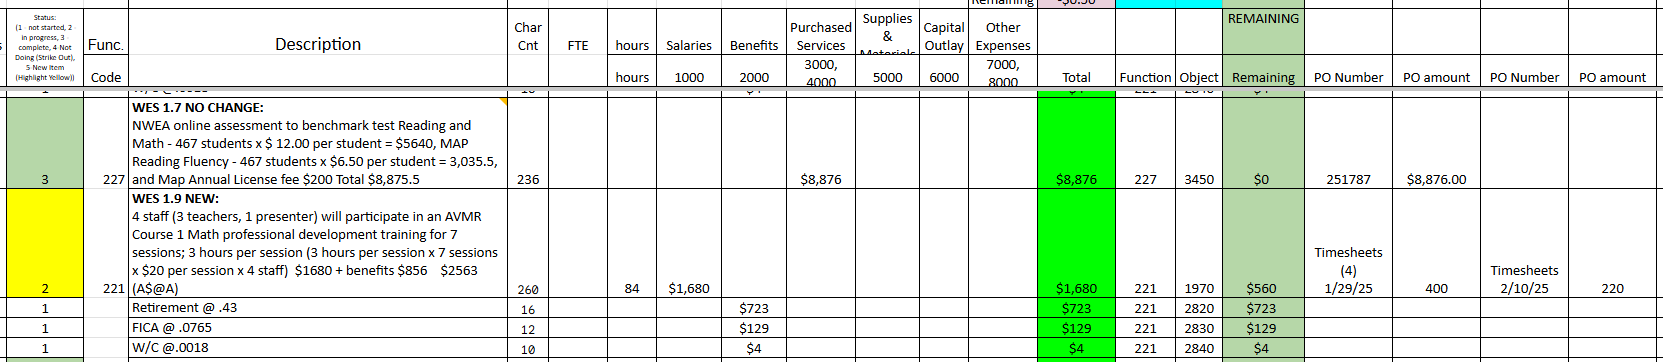 Remaining -$0.50
Status:
(1 - not started, 2 -
in progress, 3 -
complete, 4 Not
Doing (Strike Out),
5-New Item
(Highlight Yellow))
Func.
Code
Description
Char
Cnt
FTE
hours
hours
Salaries
1000
Benefits
2000
Purchased
Services
3000,
4000
Supplies
&
Materials
5000
Capital
Outlay
6000
Other
Expenses
7000,
8000
Total
Function
Object
REMAINING
Remaining
PO Number
PO amount
PO Number
PO amount
WES 1.7 NO CHANGE:
NWEA online assessment to benchmark test Reading and
Math - 467 students x $ 12.00 per student = $5640, MAP
Reading Fluency - 467 students x $6.50 per student = 3,035.5,
3 227 and Map Annual License fee $200 Total $8,875.5 236 $8,876 $8,876 227 3450 $0 251787 $8,876.00
WES 1.9 NEW:
4 staff (3 teachers, 1 presenter) will participate in an AVMR
Course 1 Math professional development training for 7
sessions; 3 hours per session (3 hours per session x 7 sessions
x $20 per session x 4 staff) $1680 + benefits $856 $2563
2 221 (A$@A) 260 84 $1,680 $1,680 221 1970 $560
Timesheets
(4)
1/29/25
400
Timesheets
2/10/25
220
1 Retirement @ .43 16 $723 $723 221 2820 $723
1 FICA @ .0765 12 $129 $129 221 2830 $129
1 W/C @.0018 10 $4 $4 221 2840 $4